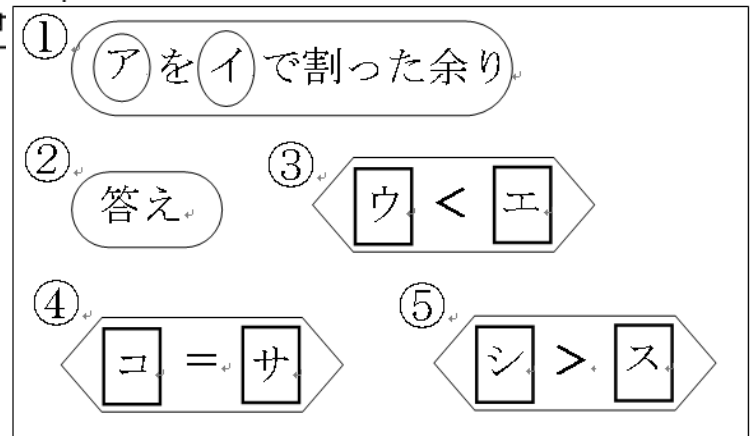 ① アをイで割った余り
② 答え ③ ウ < エ
④ コ = サ ⑤ シ > ス